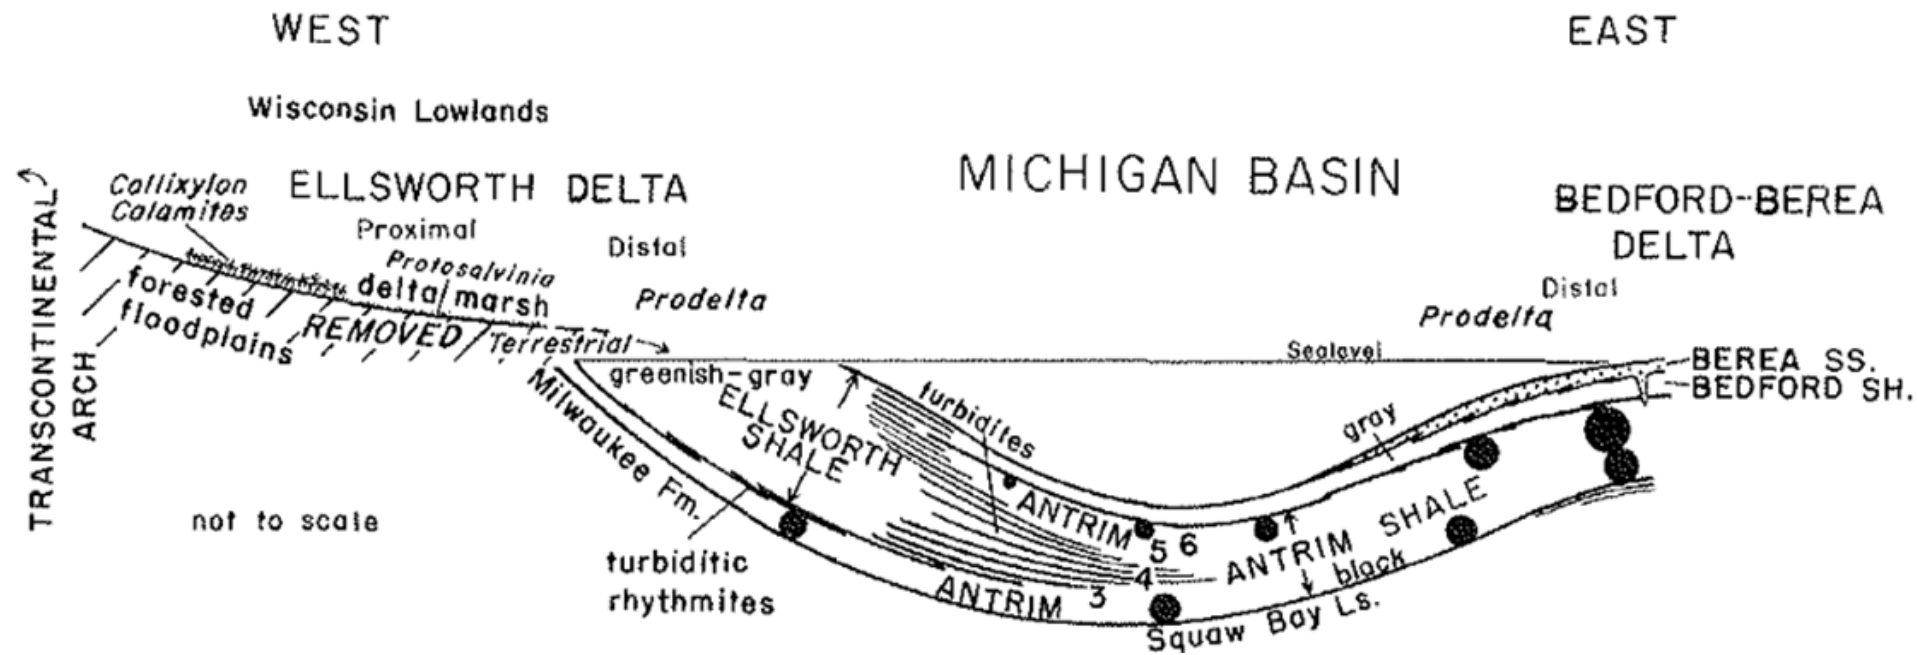 WEST
EAST
Wisconsin Lowlands
TRANSCONTINENTAL
ARCH
Callixylon
Calamites
ELLSWORTH DELTA
Proximal
Distal
Protosalvinia
delta marsh
Prodelta
forested
floodplains
REMOVED
Terrestrial
MICHIGAN BASIN
BEDFORD-BEREA
DELTA
Distal
Prodelta
Sealevel
BEREA SS.
BEDFORD SH.
greenish-gray
ELLSWORTH
SHALE
turbidites
gray
Milwaukee Fm.
not to scale
turbiditic
rhythmites
ANTRIM
5 6
4
ANTRIM 3
ANTRIM SHALE
black
Squaw Bay Ls.